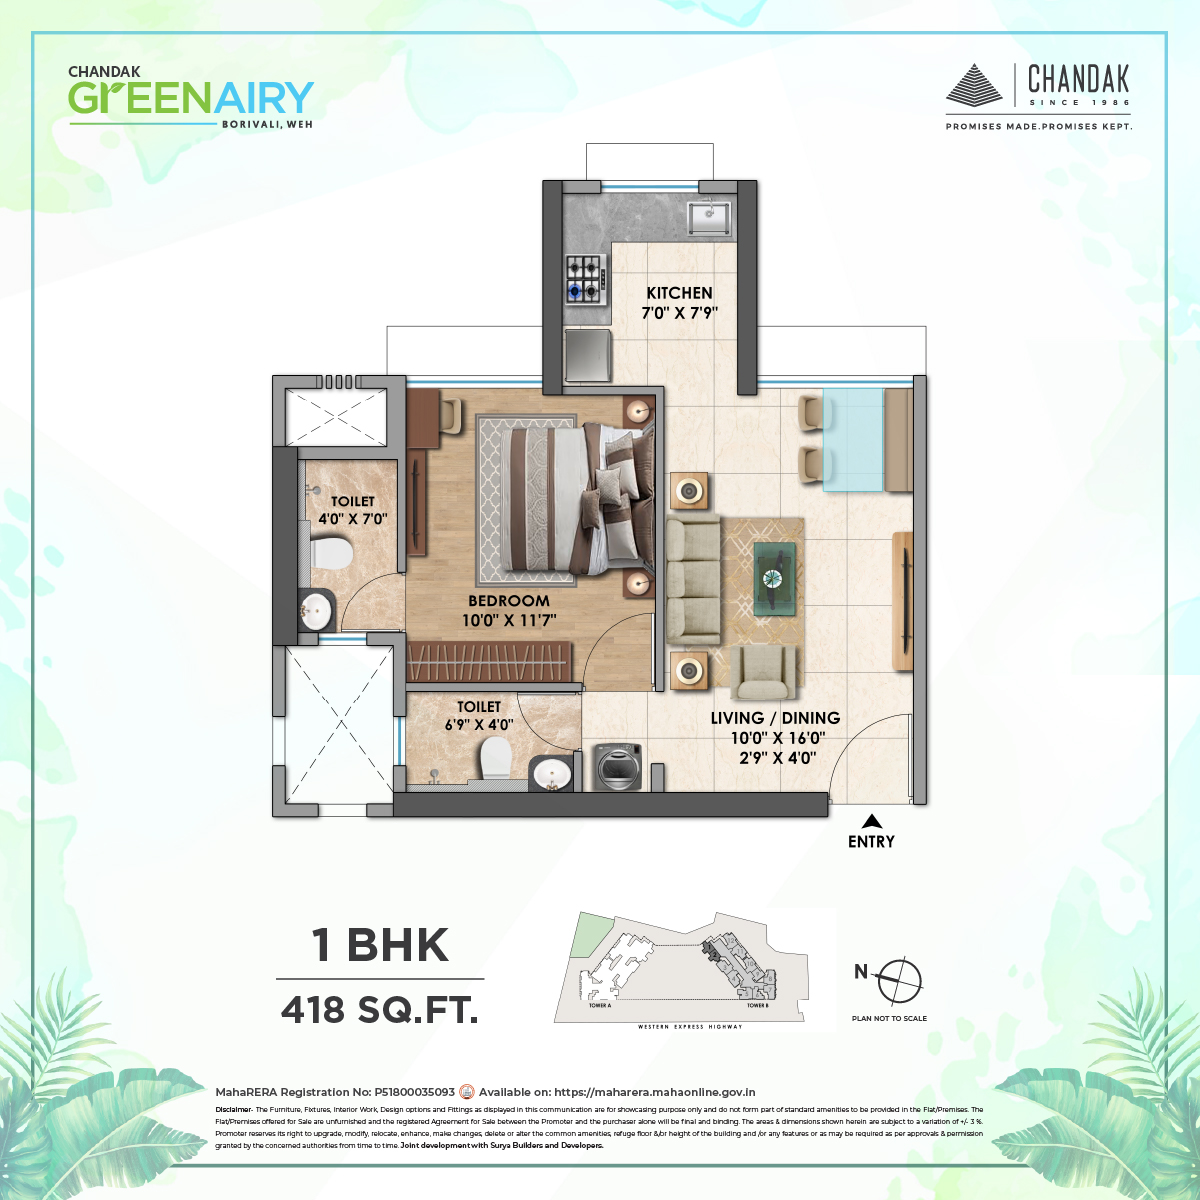 CHANDAK
GreenAIRY
BORIVALI, WEH
CHANDAK
SINCE 1986
PROMISES MADE.PROMISES KEPT.
KITCHEN
7'0" X 7'9"
TOILET
4'0" X 7'0"
BEDROOM
10'0" X 11'7"
TOILET
6'9" X 4'0"
LIVING / DINING
10'0" X 16'0"
2'9" X 4'0"
ENTRY
1 BHK
418 SQ.FT.
TOWER A
TOWER B
WESTERN EXPRESS HIGHWAY
N
PLAN NOT TO SCALE
MahaRERA Registration No: P51800035093 Available on: https://maharera.mahaonline.gov.in
Disclaimer- The Furniture, Fixtures, Interior Work, Design options and Fittings as displayed in this communication are for showcasing purpose only and do not form part of standard amenities to be provided in the Flat/Premises. The
Flat/Premises offered for Sale are unfurnished and the registered Agreement for Sale between the Promoter and the purchaser alone will be final and binding. The areas & dimensions shown herein are subject to a variation of +/- 3 %.
Promoter reserves its right to upgrade, modify, relocate, enhance, make changes, delete or alter the common amenities, refuge floor &/or height of the building and /or any features or as may be required as per approvals & permission
granted by the concerned authorities from time to time. Joint development with Surya Builders and Developers.